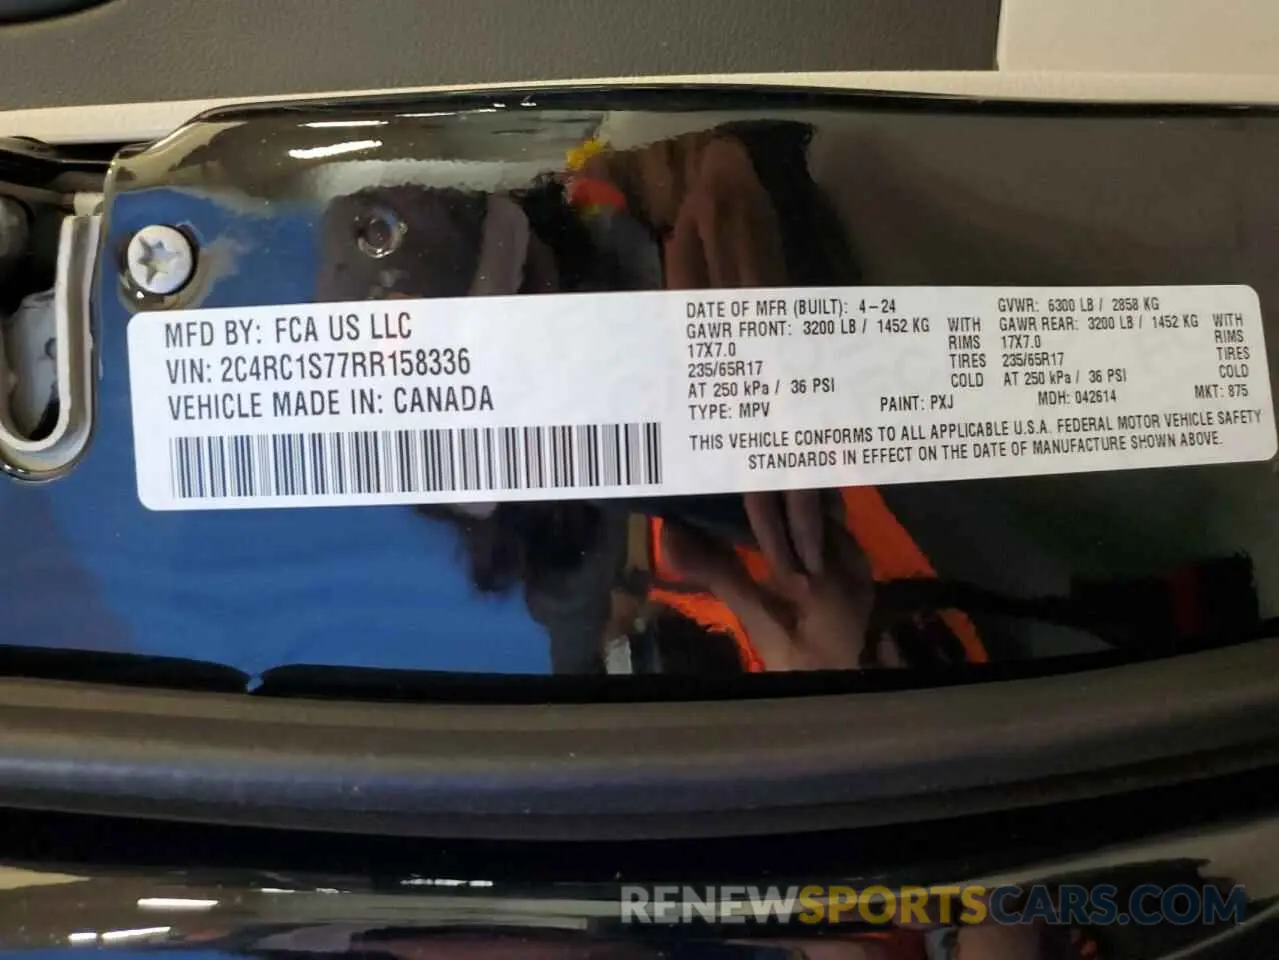 MFD BY: FCA US LLC
VIN: 2C4RC1S77RR158336
VEHICLE MADE IN: CANADA
DATE OF MFR (BUILT): 4-24
GAWR FRONT: 3200 LB / 1452 KG WITH
17X7.0 RIMS
235/65R17 TIRES
AT 250 kPa / 36 PSI COLD
TYPE: MPV
GVWR: 6300 LB / 2858 KG
GAWR REAR: 3200 LB / 1452 KG WITH
17X7.0 RIMS
235/65R17 TIRES
AT 250 kPa / 36 PSI COLD
PAINT: PXJ MDH: 042614 MKT: 875
THIS VEHICLE CONFORMS TO ALL APPLICABLE U.S.A. FEDERAL MOTOR VEHICLE SAFETY
STANDARDS IN EFFECT ON THE DATE OF MANUFACTURE SHOWN ABOVE.
RENEWSPORTSCARS.COM